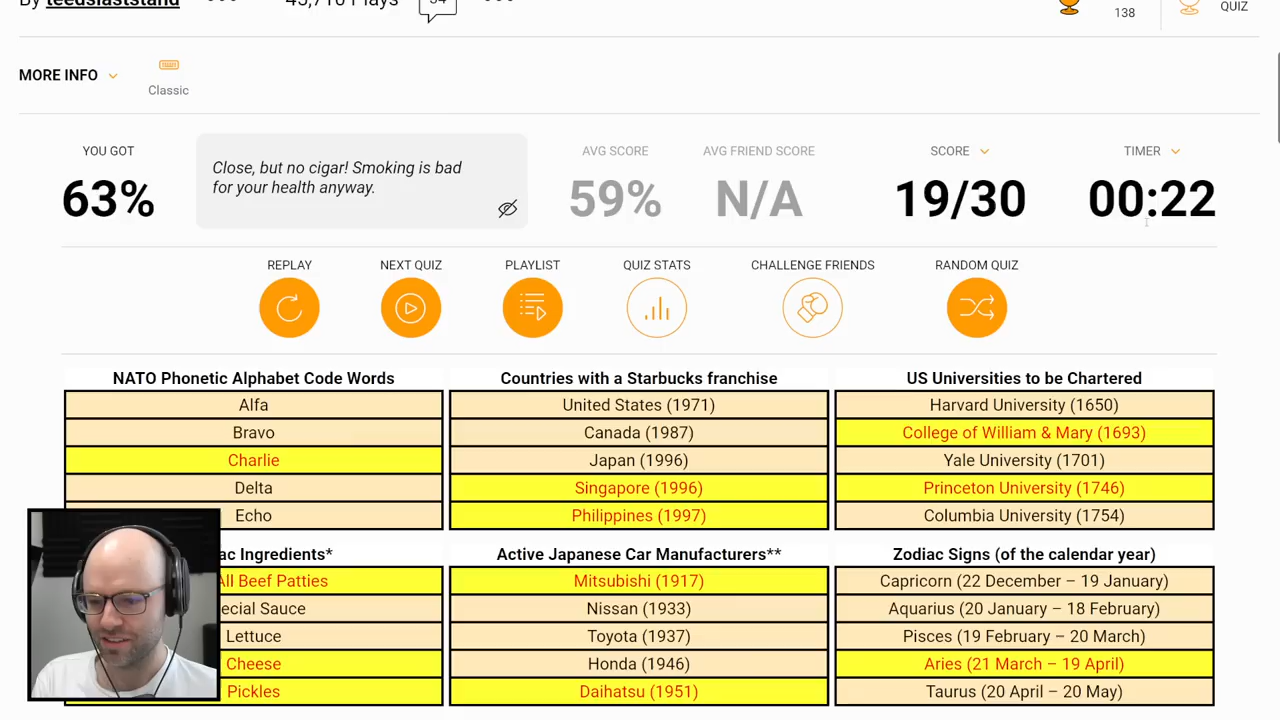 By teedslaststand
45,716 Plays
34
138
QUIZ
MORE INFO
Classic
YOU GOT
63%
Close, but no cigar! Smoking is bad
for your health anyway.
AVG SCORE
59%
AVG FRIEND SCORE
N/A
SCORE
19/30
TIMER
00:22
REPLAY
NEXT QUIZ
PLAYLIST
QUIZ STATS
CHALLENGE FRIENDS
RANDOM QUIZ
NATO Phonetic Alphabet Code Words
Alfa
Bravo
Charlie
Delta
Echo
Countries with a Starbucks franchise
United States (1971)
Canada (1987)
Japan (1996)
Singapore (1996)
Philippines (1997)
US Universities to be Chartered
Harvard University (1650)
College of William & Mary (1693)
Yale University (1701)
Princeton University (1746)
Columbia University (1754)
ac Ingredients*
All Beef Patties
ecial Sauce
Lettuce
Cheese
Pickles
Active Japanese Car Manufacturers**
Mitsubishi (1917)
Nissan (1933)
Toyota (1937)
Honda (1946)
Daihatsu (1951)
Zodiac Signs (of the calendar year)
Capricorn (22 December – 19 January)
Aquarius (20 January – 18 February)
Pisces (19 February – 20 March)
Aries (21 March – 19 April)
Taurus (20 April – 20 May)